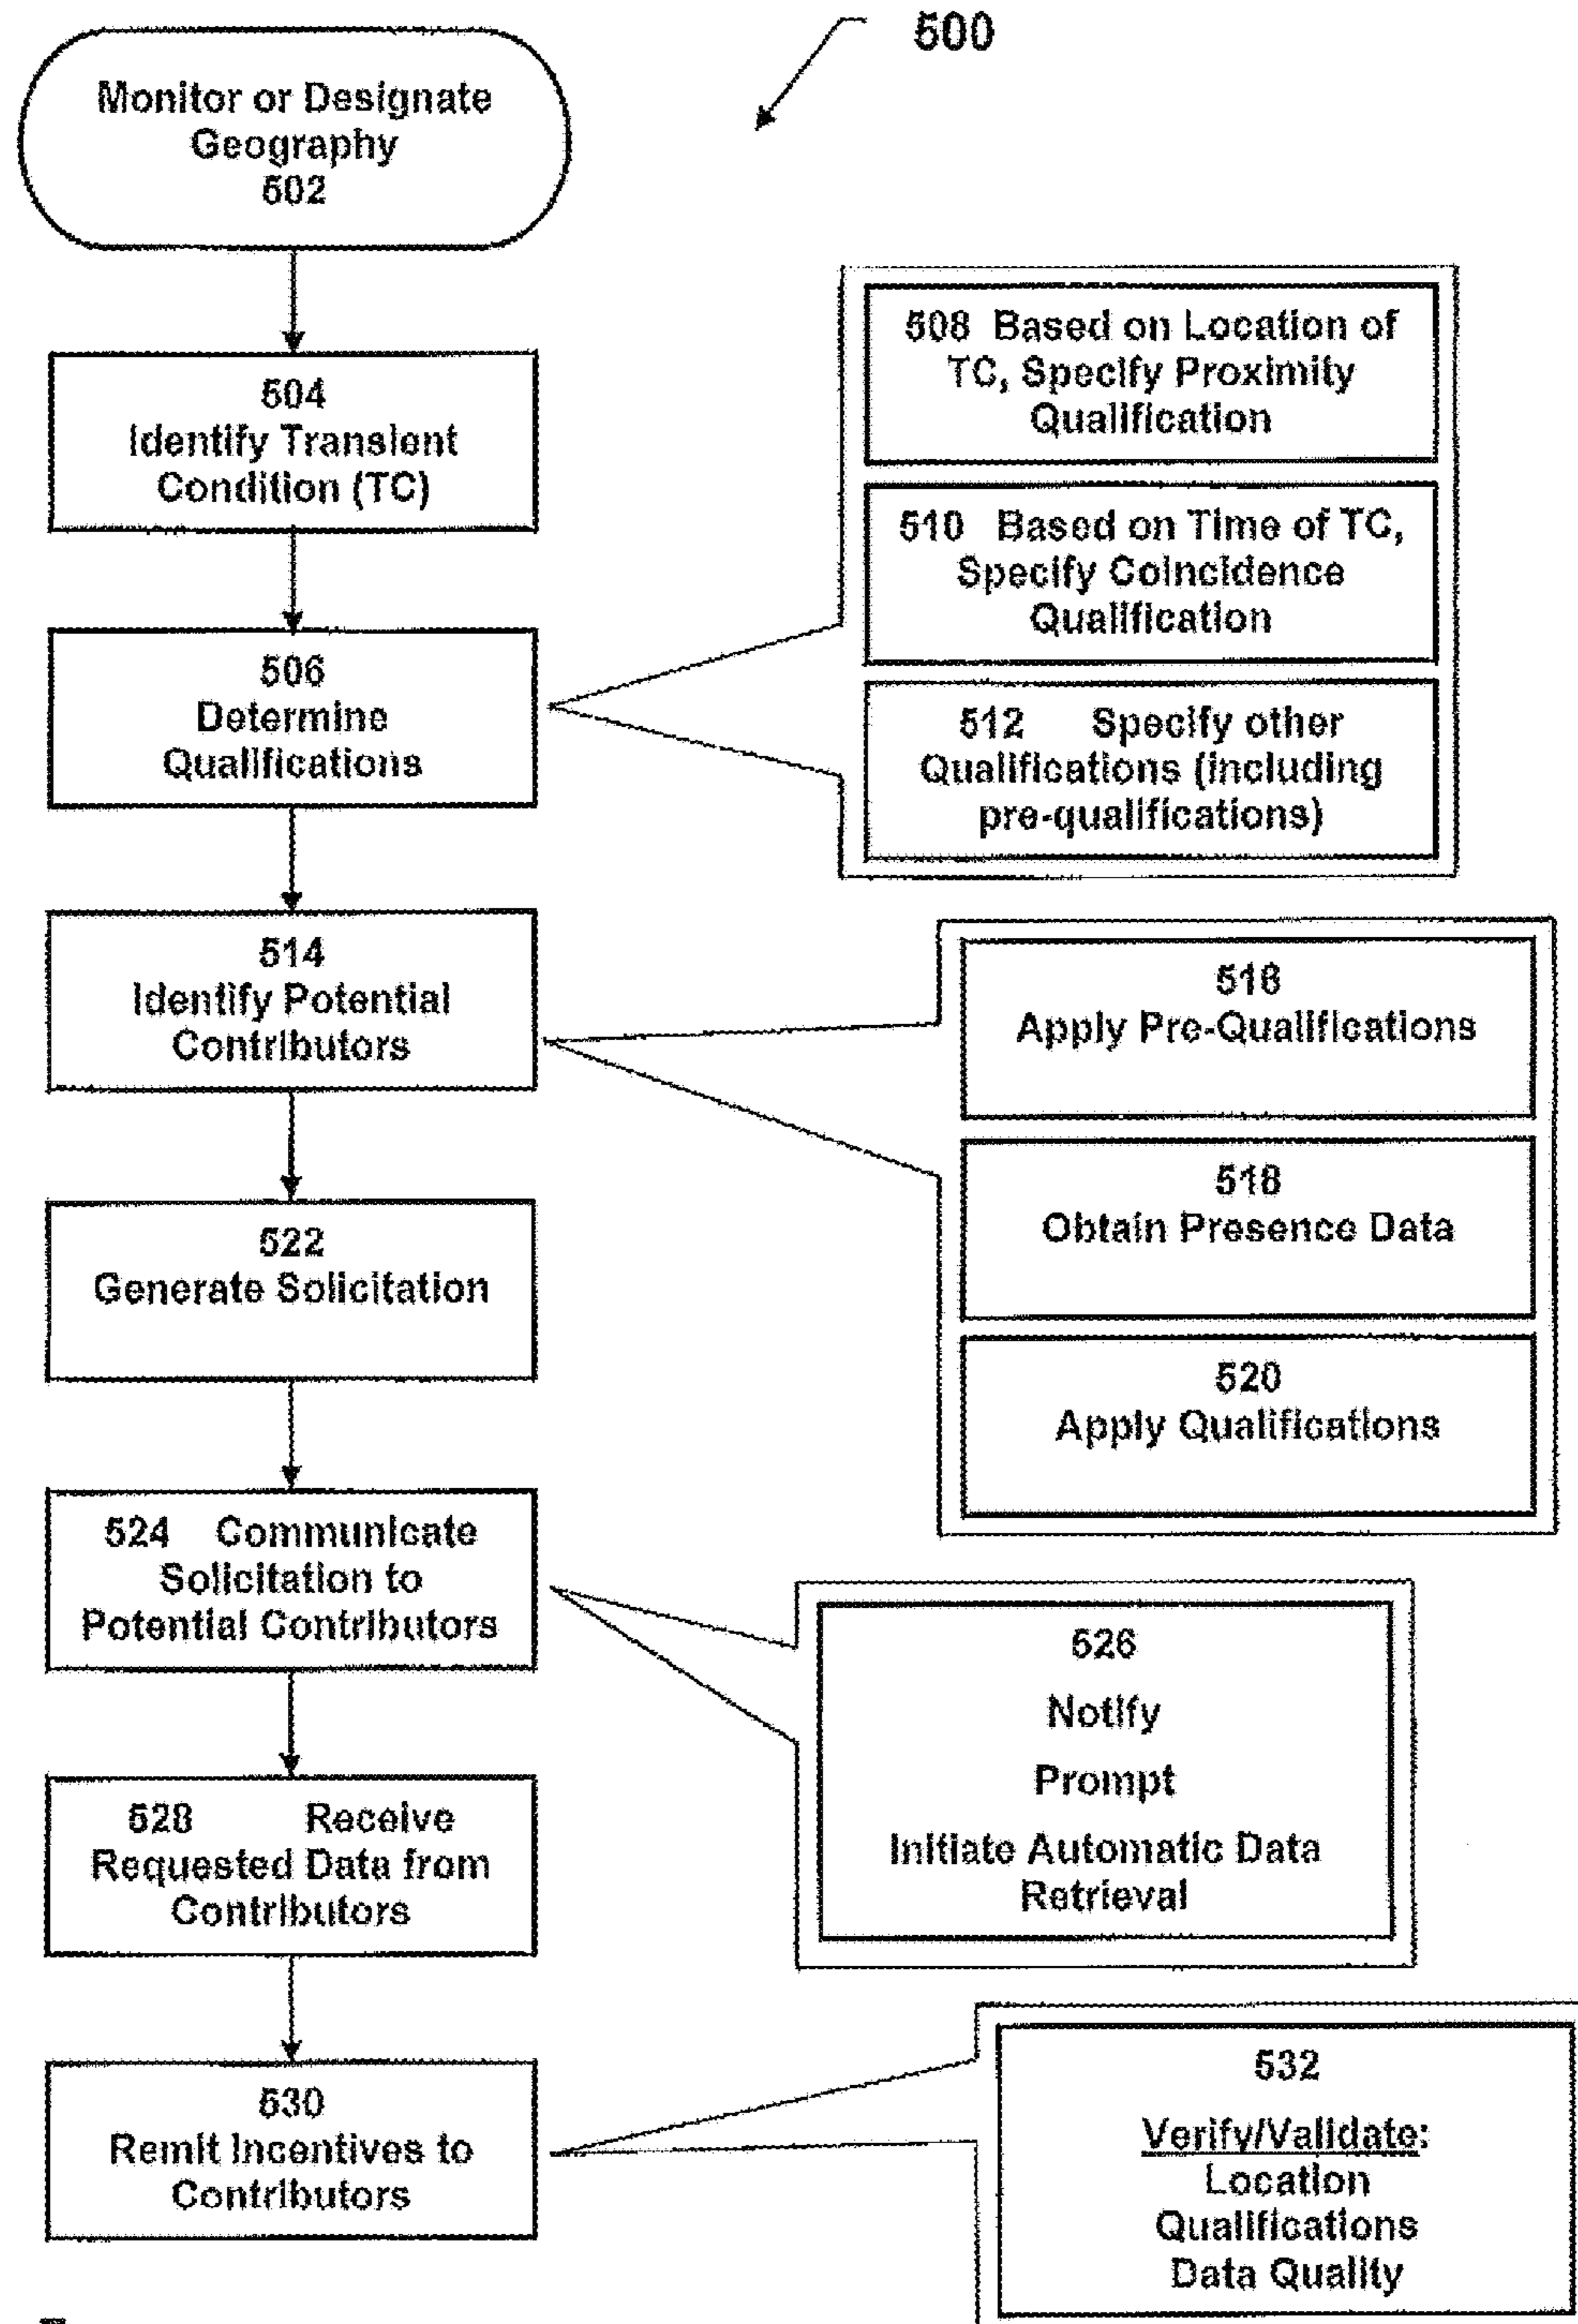 500
Monitor or Designate
Geography
502
504
Identify Transient
Condition (TC)
506
Determine
Qualifications
508 Based on Location of
TC, Specify Proximity
Qualification
510 Based on Time of TC,
Specify Coincidence
Qualification
512 Specify other
Qualifications (including
pre-qualifications)
514
Identify Potential
Contributors
516
Apply Pre-Qualifications
518
Obtain Presence Data
520
Apply Qualifications
522
Generate Solicitation
524 Communicate
Solicitation to
Potential Contributors
526
Notify
Prompt
Initiate Automatic Data
Retrieval
528 Receive
Requested Data from
Contributors
530
Remit Incentives to
Contributors
532
Verify/Validate:
Location
Qualifications
Data Quality